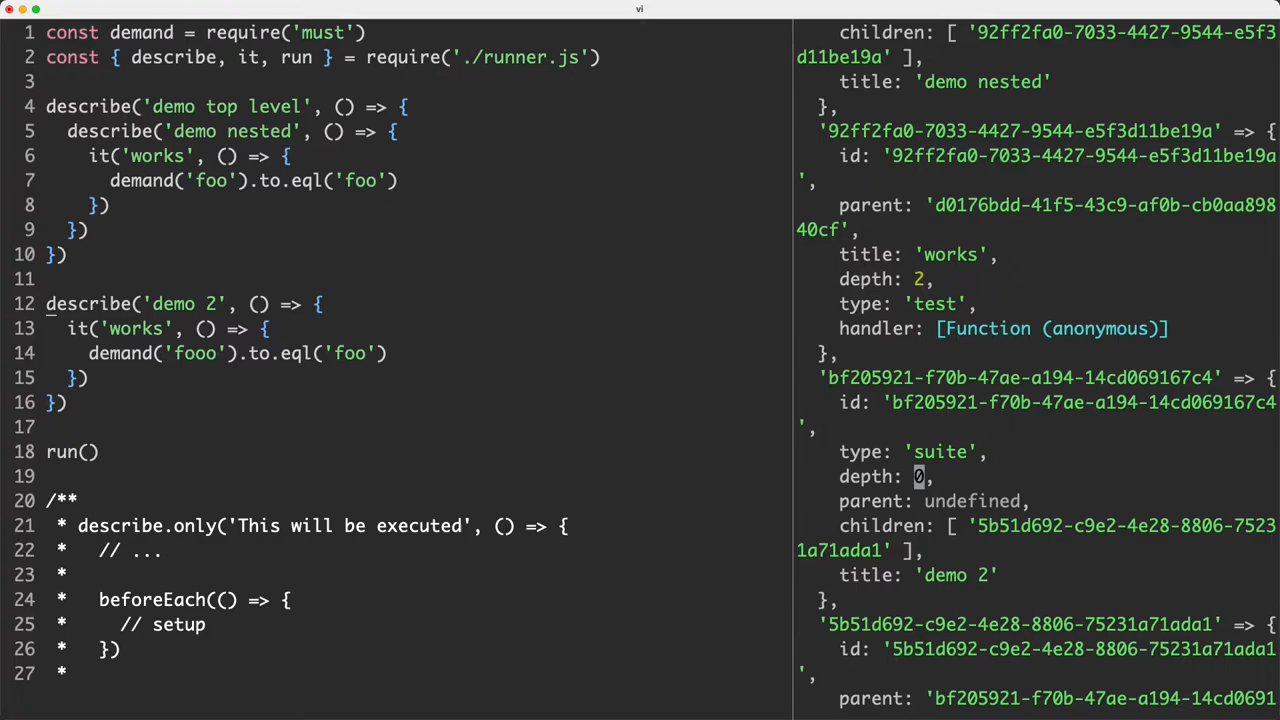 vi
1 const demand = require('must')
2 const { describe, it, run } = require('./runner.js')
3
4 describe('demo top level', () => {
5   describe('demo nested', () => {
6     it('works', () => {
7       demand('foo').to.eql('foo')
8     })
9   })
10 })
11
12 describe('demo 2', () => {
13   it('works', () => {
14     demand('fooo').to.eql('foo')
15   })
16 })
17
18 run()
19
20 /**
21  * describe.only('This will be executed', () => {
22  *   // ...
23  *
24  *   beforeEach(() => {
25  *     // setup
26  *   })
27  *
children: [ '92ff2fa0-7033-4427-9544-e5f3
d11be19a' ],
title: 'demo nested'
},
'92ff2fa0-7033-4427-9544-e5f3d11be19a' => {
id: '92ff2fa0-7033-4427-9544-e5f3d11be19a
',
parent: 'd0176bdd-41f5-43c9-af0b-cb0aa898
40cf',
title: 'works',
depth: 2,
type: 'test',
handler: [Function (anonymous)]
},
'bf205921-f70b-47ae-a194-14cd069167c4' => {
id: 'bf205921-f70b-47ae-a194-14cd069167c4
',
type: 'suite',
depth: 0,
parent: undefined,
children: [ '5b51d692-c9e2-4e28-8806-7523
1a71ada1' ],
title: 'demo 2'
},
'5b51d692-c9e2-4e28-8806-75231a71ada1' => {
id: '5b51d692-c9e2-4e28-8806-75231a71ada1
',
parent: 'bf205921-f70b-47ae-a194-14cd0691